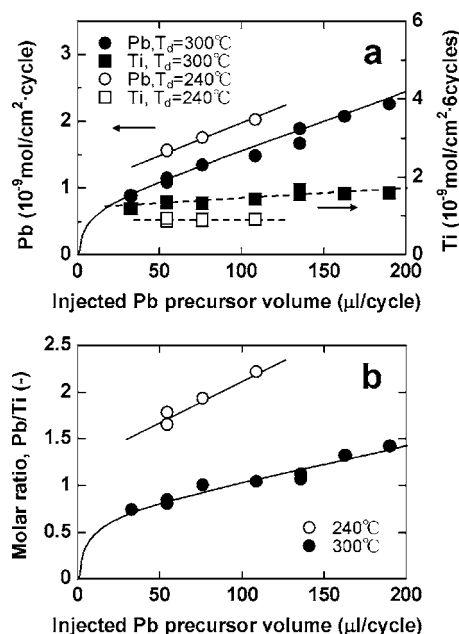 a
Pb,Td=300℃
Ti, Td=300℃
Pb,Td=240℃
Ti, Td=240℃
Pb (10⁻⁹mol/cm²·cycle)
3
2
1
0
Ti (10⁻⁹mol/cm²·6cycles)
6
5
4
3
2
1
0
0 50 100 150 200
Injected Pb precursor volume (μl/cycle)
b
Molar ratio, Pb/Ti (-)
2.5
2
1.5
1
0.5
0
240℃
300℃
0 50 100 150 200
Injected Pb precursor volume (μl/cycle)